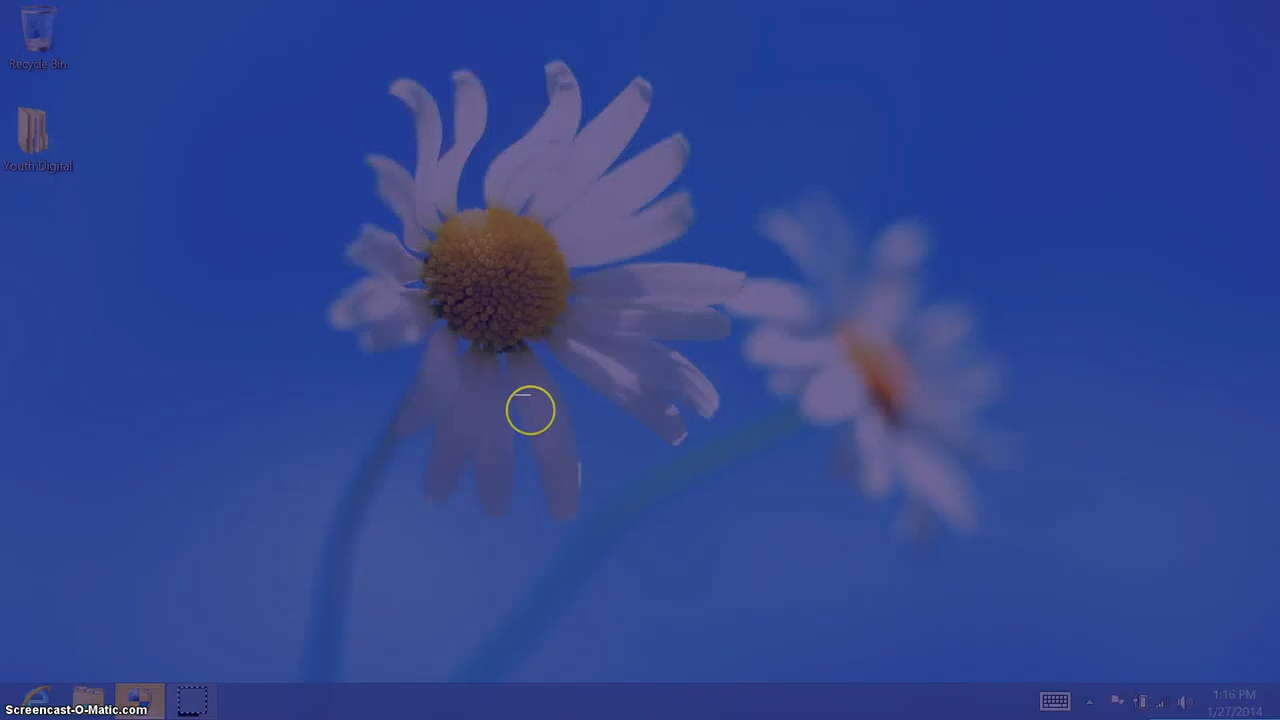 Recycle Bin
Youth Digital
Screencast-O-Matic.com
1:16 PM
1/27/2014